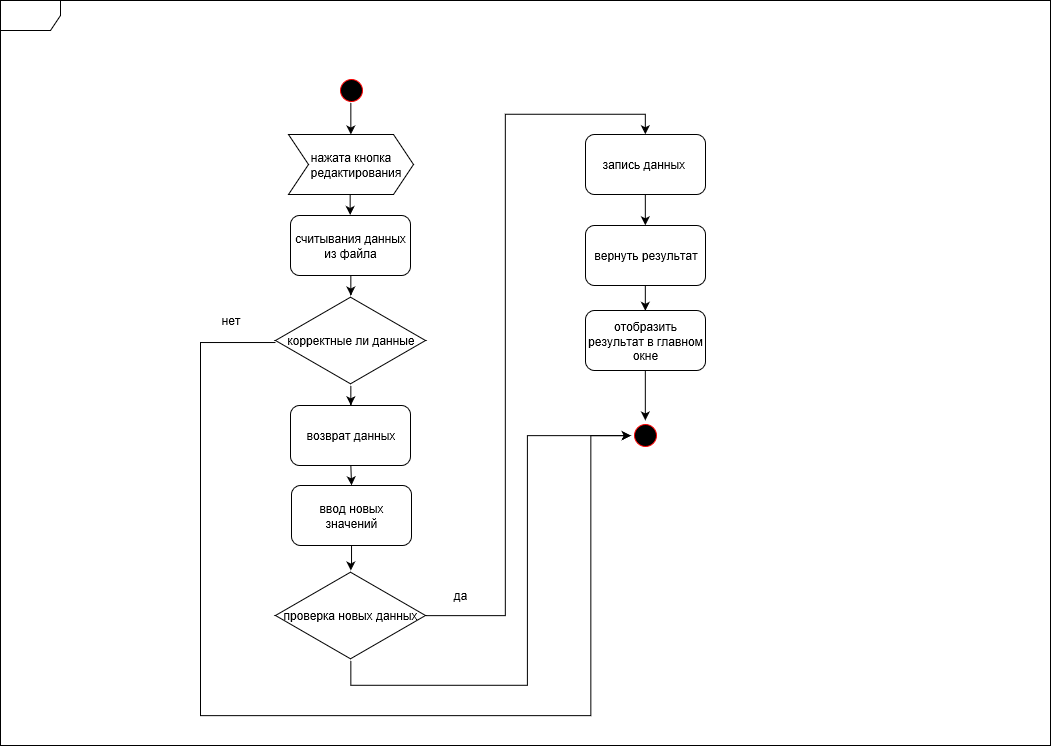 нажата кнопка
редактирования
считывания данных
из файла
нет
корректные ли данные
возврат данных
ввод новых
значений
проверка новых данных
да
запись данных
вернуть результат
отобразить
результат в главном
окне